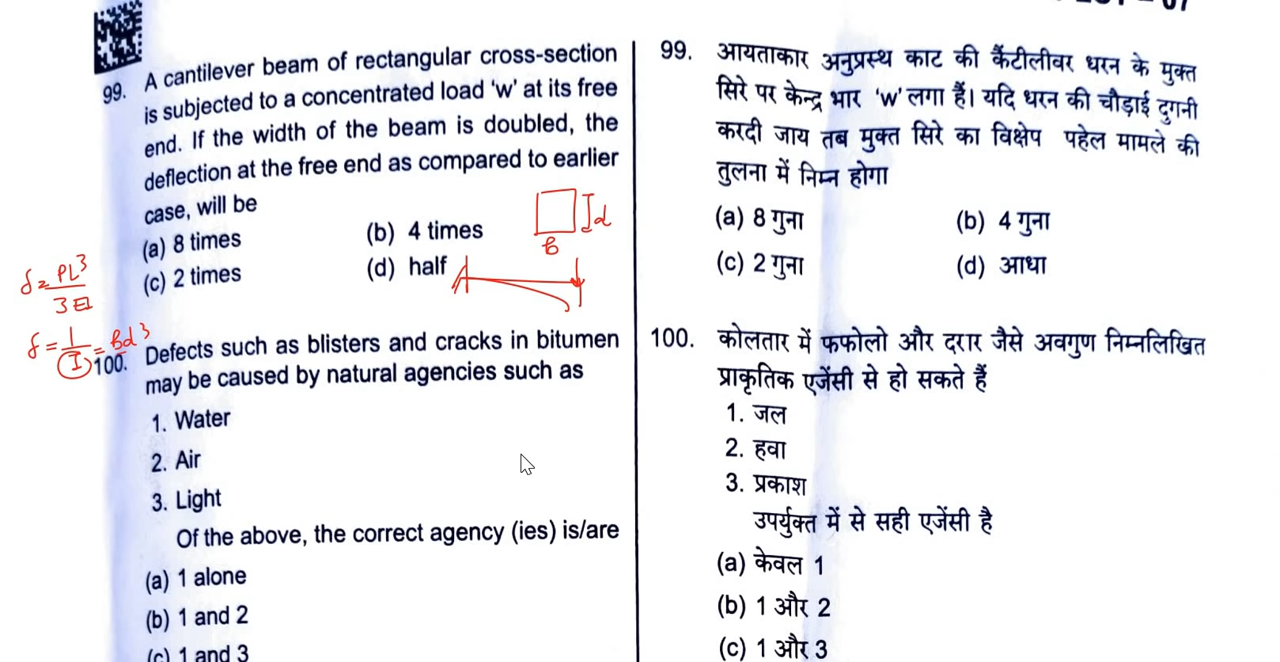 99. A cantilever beam of rectangular cross-section
is subjected to a concentrated load 'w' at its free
end. If the width of the beam is doubled, the
deflection at the free end as compared to earlier
case, will be
(a) 8 times
(b) 4 times
(c) 2 times
(d) half
d
B
δ = PL³
3EI
δ = 1
I
= Bd³
100. Defects such as blisters and cracks in bitumen
may be caused by natural agencies such as
1. Water
2. Air
3. Light
Of the above, the correct agency (ies) is/are
(a) 1 alone
(b) 1 and 2
(c) 1 and 3
99. आयताकार अनुप्रस्थ काट की कैंटीलीवर धरन के मुक्त
सिरे पर केन्द्र भार 'w' लगा हैं। यदि धरन की चौड़ाई दुगनी
करदी जाय तब मुक्त सिरे का विक्षेप पहेल मामले की
तुलना में निम्न होगा
(a) 8 गुना
(b) 4 गुना
(c) 2 गुना
(d) आधा
100. कोलतार में फफोलो और दरार जैसे अवगुण निम्नलिखित
प्राकृतिक एजेंसी से हो सकते हैं
1. जल
2. हवा
3. प्रकाश
उपर्युक्त में से सही एजेंसी है
(a) केवल 1
(b) 1 और 2
(c) 1 और 3